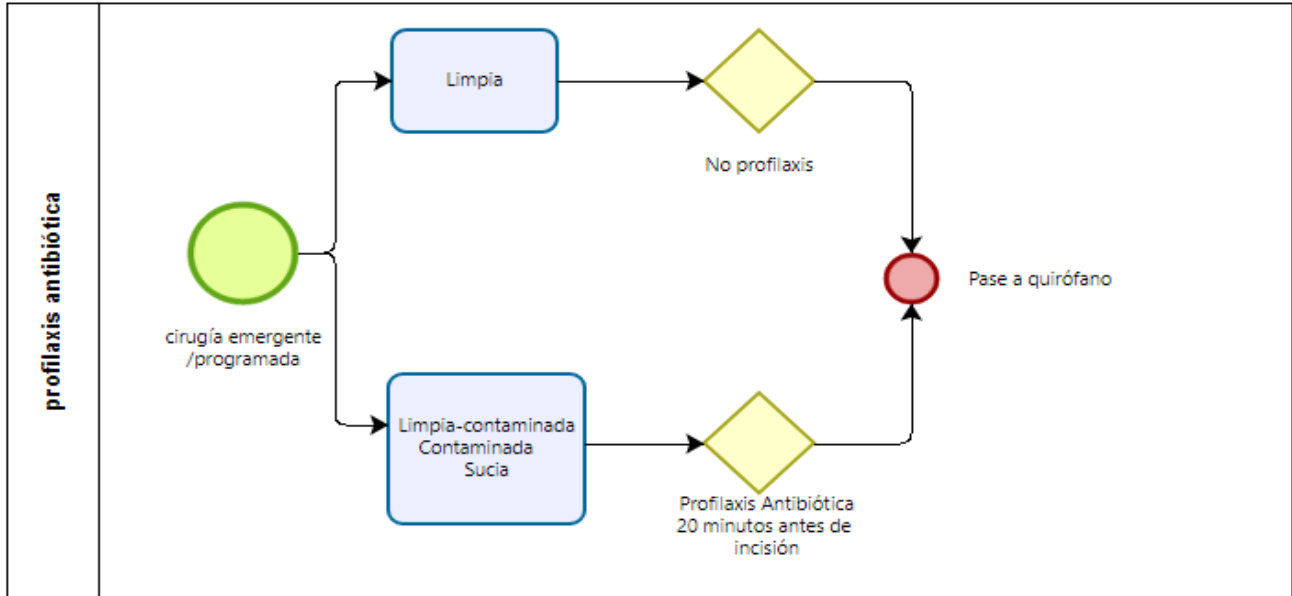 profilaxis antibiótica
cirugía emergente
/programada
Limpia
No profilaxis
Limpia-contaminada
Contaminada
Sucia
Profilaxis Antibiótica
20 minutos antes de
incisión
Pase a quirófano